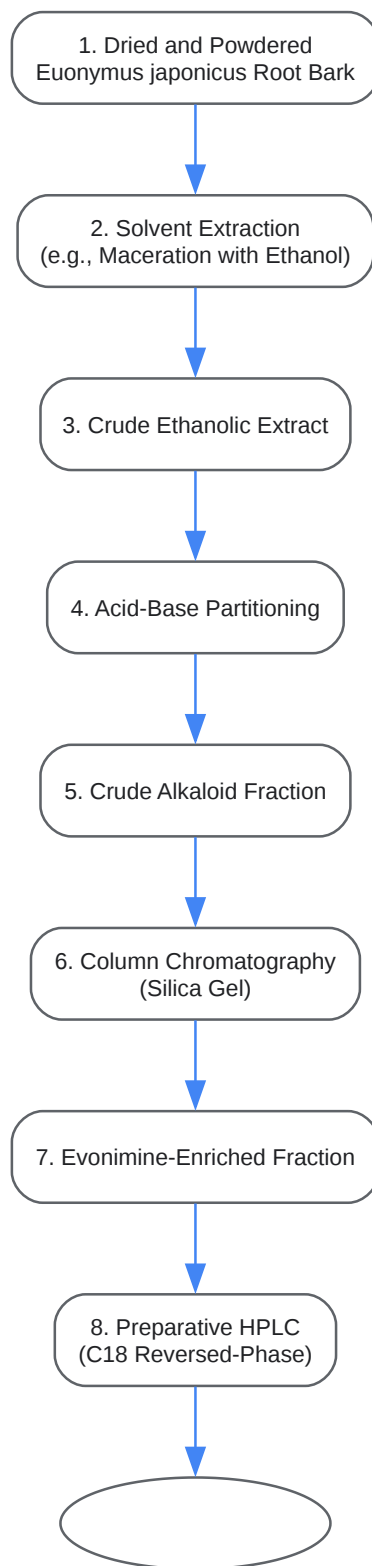 1. Dried and Powdered
Euonymus japonicus Root Bark
2. Solvent Extraction
(e.g., Maceration with Ethanol)
3. Crude Ethanolic Extract
4. Acid-Base Partitioning
5. Crude Alkaloid Fraction
6. Column Chromatography
(Silica Gel)
7. Evonimine-Enriched Fraction
8. Preparative HPLC
(C18 Reversed-Phase)